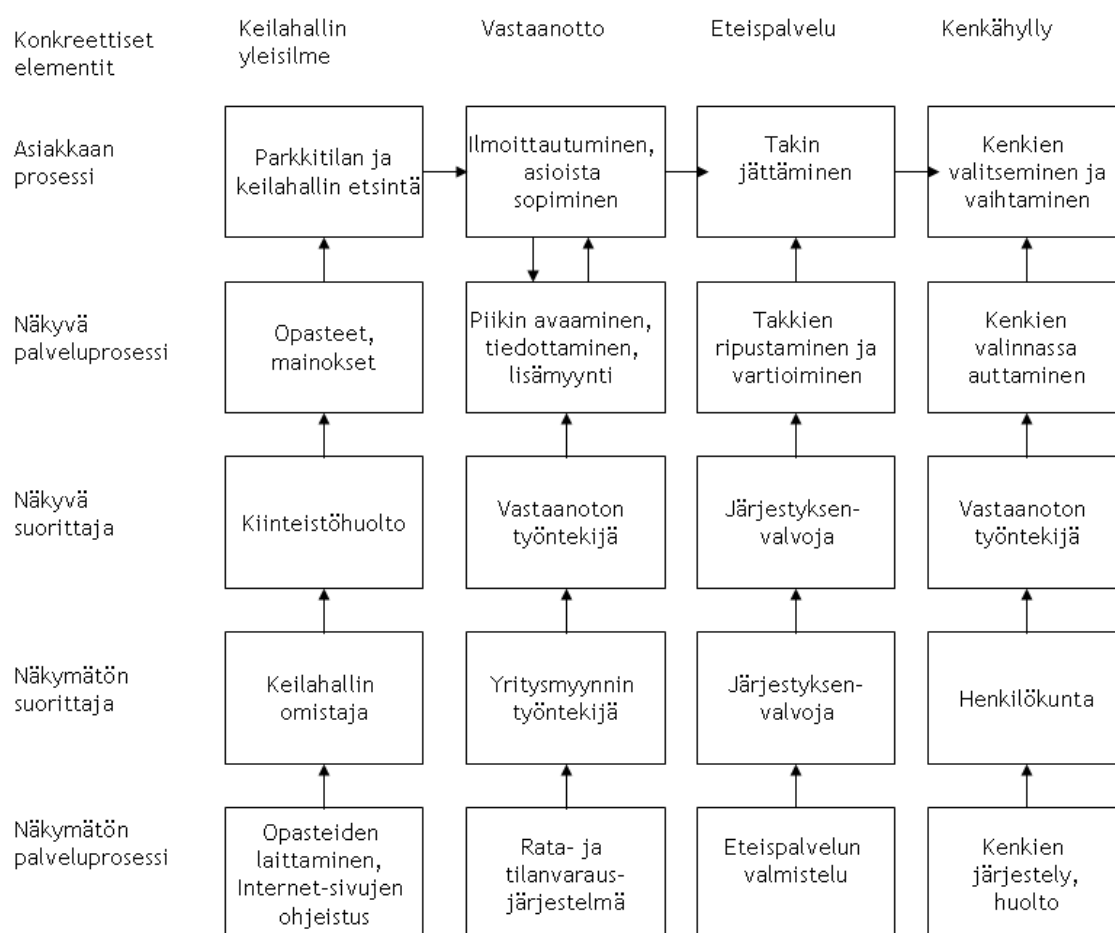 Konkreettiset
elementit
Keilahallin
yleisilme
Vastaanotto
Eteispalvelu
Kenkähylly
Asiakkaan
prosessi
Parkkitilan ja
keilahallin etsintä
Ilmoittautuminen,
asioista
sopiminen
Takin
jättäminen
Kenkien
valitseminen ja
vaihtaminen
Näkyvä
palveluprosessi
Opasteet,
mainokset
Piikin avaaminen,
tiedottaminen,
lisämyynti
Takkien
ripustaminen ja
vartioiminen
Kenkien
valinnassa
auttaminen
Näkyvä
suorittaja
Kiinteistöhuolto
Vastaanoton
työntekijä
Järjestyksen-
valvoja
Vastaanoton
työntekijä
Näkymätön
suorittaja
Keilahallin
omistaja
Yritysmyynnin
työntekijä
Järjestyksen-
valvoja
Henkilökunta
Näkymätön
palveluprosessi
Opasteiden
laittaminen,
Internet-sivujen
ohjeistus
Rata- ja
tilanvaraus-
järjestelmä
Eteispalvelun
valmistelu
Kenkien
järjestely,
huolto